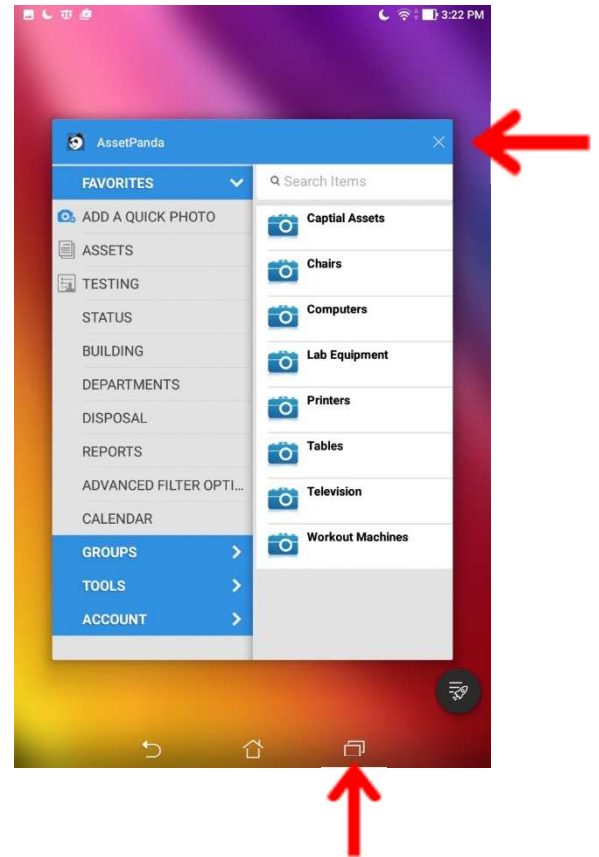 3:22 PM
AssetPanda
FAVORITES
Search Items
ADD A QUICK PHOTO
ASSETS
TESTING
STATUS
BUILDING
DEPARTMENTS
DISPOSAL
REPORTS
ADVANCED FILTER OPTI...
CALENDAR
GROUPS
TOOLS
ACCOUNT
Captial Assets
Chairs
Computers
Lab Equipment
Printers
Tables
Television
Workout Machines